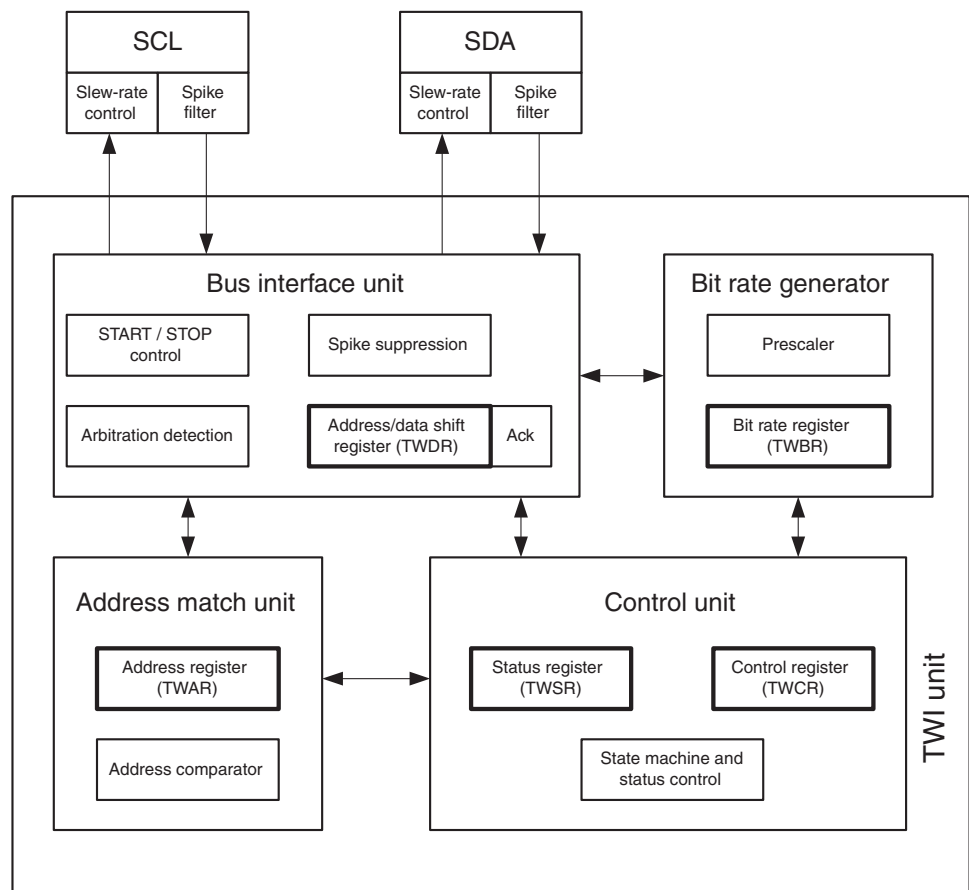 SCL
SDA
Slew-rate
control
Spike
filter
Slew-rate
control
Spike
filter
Bus interface unit
START / STOP
control
Spike suppression
Arbitration detection
Address/data shift
register (TWDR)
Ack
Bit rate generator
Prescaler
Bit rate register
(TWBR)
Address match unit
Address register
(TWAR)
Address comparator
Control unit
Status register
(TWSR)
Control register
(TWCR)
State machine and
status control
TWI unit